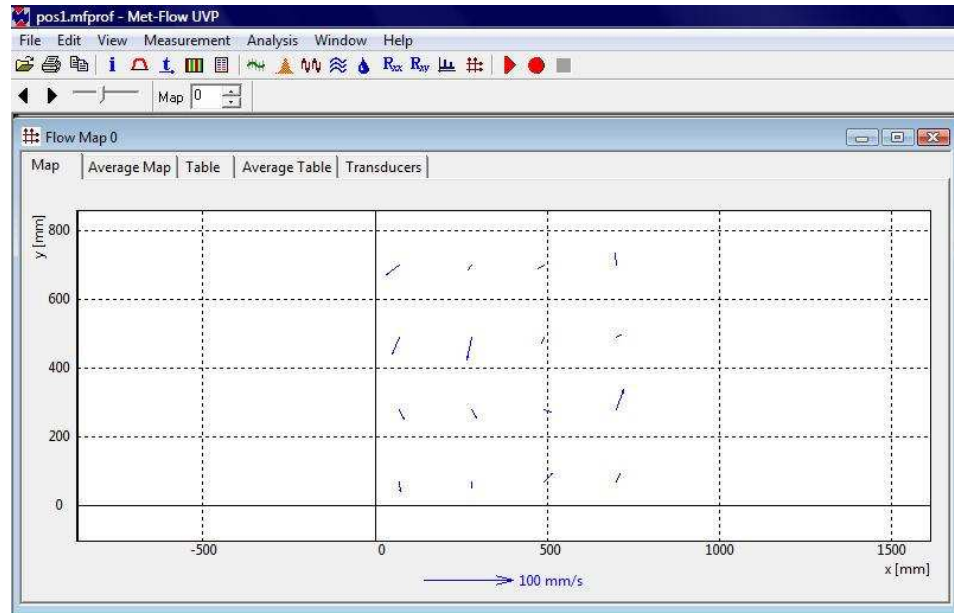 pos1.mfprof - Met-Flow UVP
File Edit View Measurement Analysis Window Help
i t, Rxx Rxy
Map 0
Flow Map 0
Map Average Map Table Average Table Transducers
y [mm]
800
600
400
200
0
-500 0 500 1000 1500
x [mm]
100 mm/s